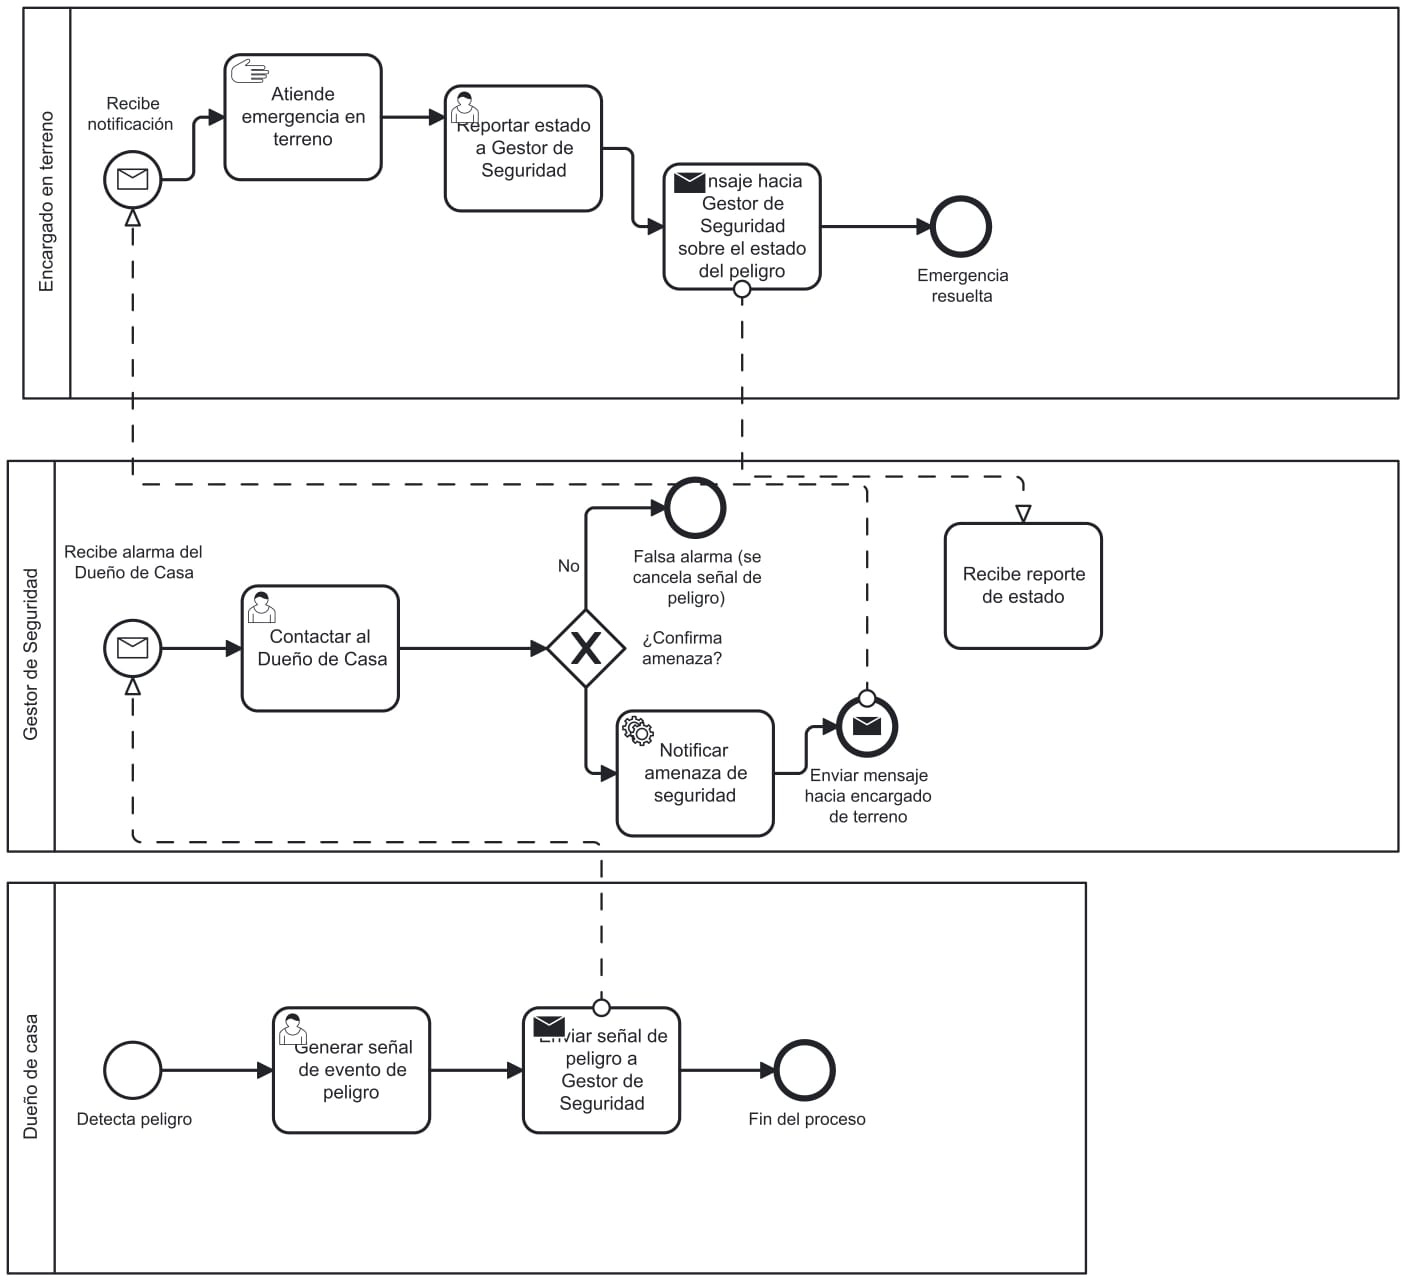 Encargado en terreno
Recibe
notificación
Atiende
emergencia en
terreno
Reportar estado
a Gestor de
Seguridad
nsaje hacia
Gestor de
Seguridad
sobre el estado
del peligro
Emergencia
resuelta
Gestor de Seguridad
Recibe alarma del
Dueño de Casa
Contactar al
Dueño de Casa
No
Falsa alarma (se
cancela señal de
peligro)
¿Confirma
amenaza?
Notificar
amenaza de
seguridad
Enviar mensaje
hacia encargado
de terreno
Recibe reporte
de estado
Dueño de casa
Detecta peligro
Generar señal
de evento de
peligro
Enviar señal de
peligro a
Gestor de
Seguridad
Fin del proceso